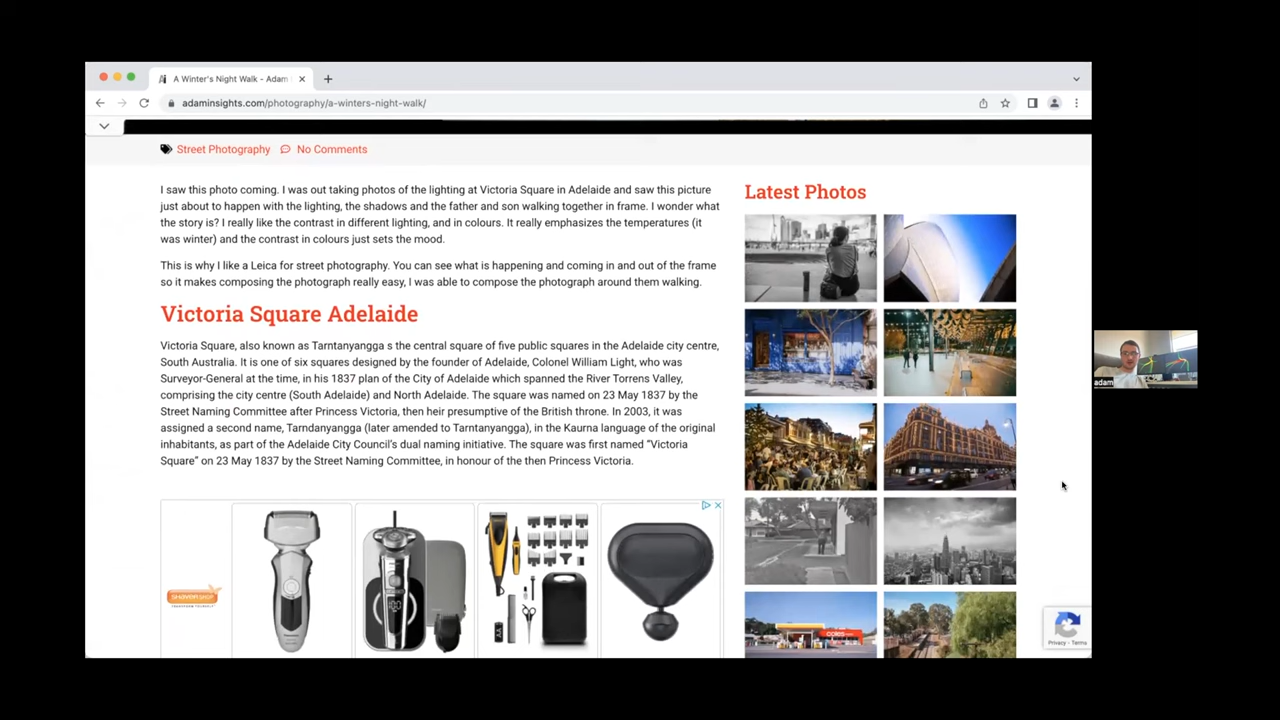 A Winter's Night Walk - Adam
adaminsights.com/photography/a-winters-night-walk/
Street Photography No Comments
I saw this photo coming. I was out taking photos of the lighting at Victoria Square in Adelaide and saw this picture
just about to happen with the lighting, the shadows and the father and son walking together in frame. I wonder what
the story is? I really like the contrast in different lighting, and in colours. It really emphasizes the temperatures (it
was winter) and the contrast in colours just sets the mood.
This is why I like a Leica for street photography. You can see what is happening and coming in and out of the frame
so it makes composing the photograph really easy, I was able to compose the photograph around them walking.
Victoria Square Adelaide
Victoria Square, also known as Tarntanyangga s the central square of five public squares in the Adelaide city centre,
South Australia. It is one of six squares designed by the founder of Adelaide, Colonel William Light, who was
Surveyor-General at the time, in his 1837 plan of the City of Adelaide which spanned the River Torrens Valley,
comprising the city centre (South Adelaide) and North Adelaide. The square was named on 23 May 1837 by the
Street Naming Committee after Princess Victoria, then heir presumptive of the British throne. In 2003, it was
assigned a second name, Tarndanyangga (later amended to Tarntanyangga), in the Kaurna language of the original
inhabitants, as part of the Adelaide City Council's dual naming initiative. The square was first named “Victoria
Square” on 23 May 1837 by the Street Naming Committee, in honour of the then Princess Victoria.
SHAVER SHOP
Latest Photos
coles
Privacy - Terms
adam